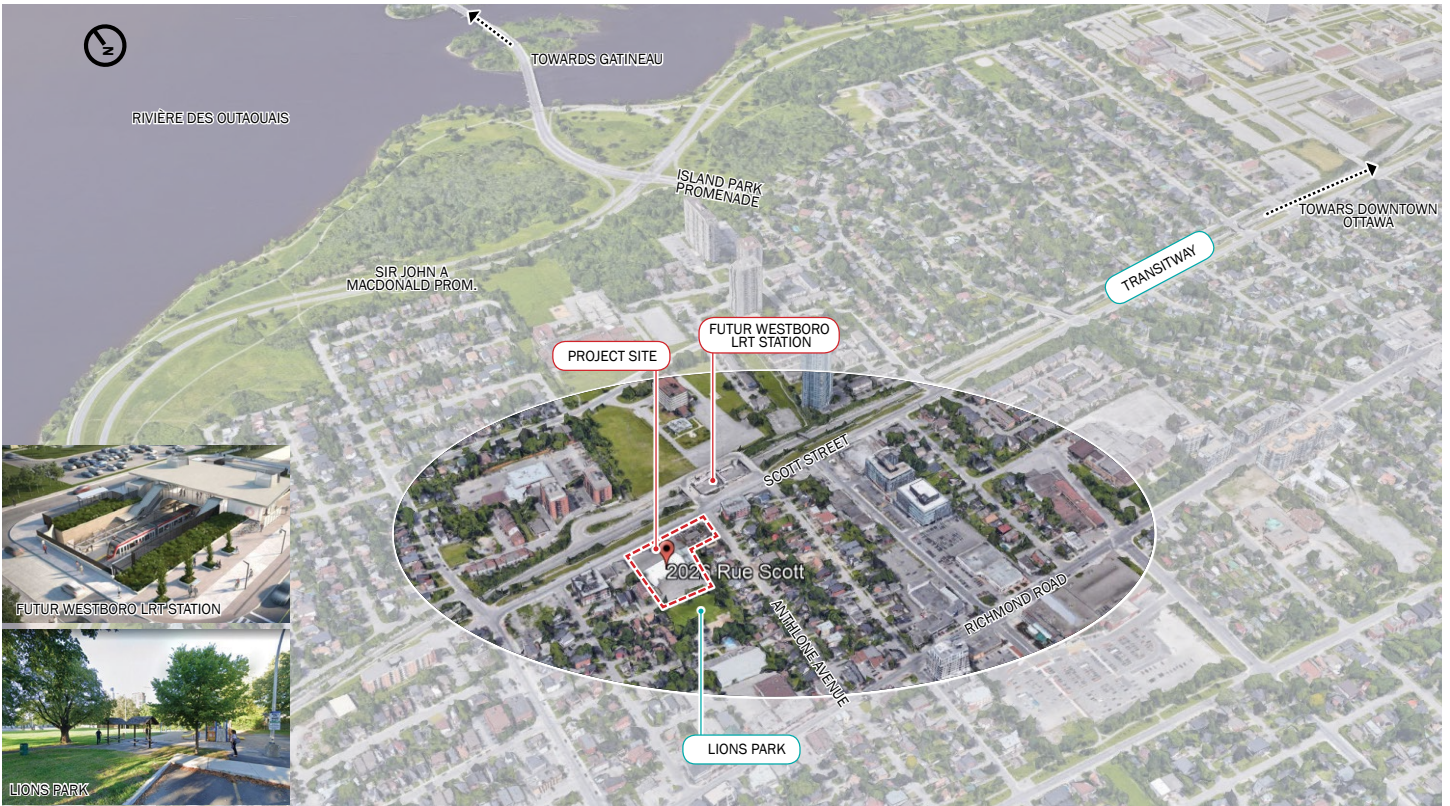 N
TOWARDS GATINEAU
RIVIÈRE DES OUTAOUAIS
ISLAND PARK
PROMENADE
TOWARS DOWNTOWN
OTTAWA
TRANSITWAY
SIR JOHN A
MACDONALD PROM.
FUTUR WESTBORO
LRT STATION
PROJECT SITE
SCOTT STREET
2026 Rue Scott
ANTHLONE AVENUE
RICHMOND ROAD
FUTUR WESTBORO LRT STATION
LIONS PARK
LIONS PARK